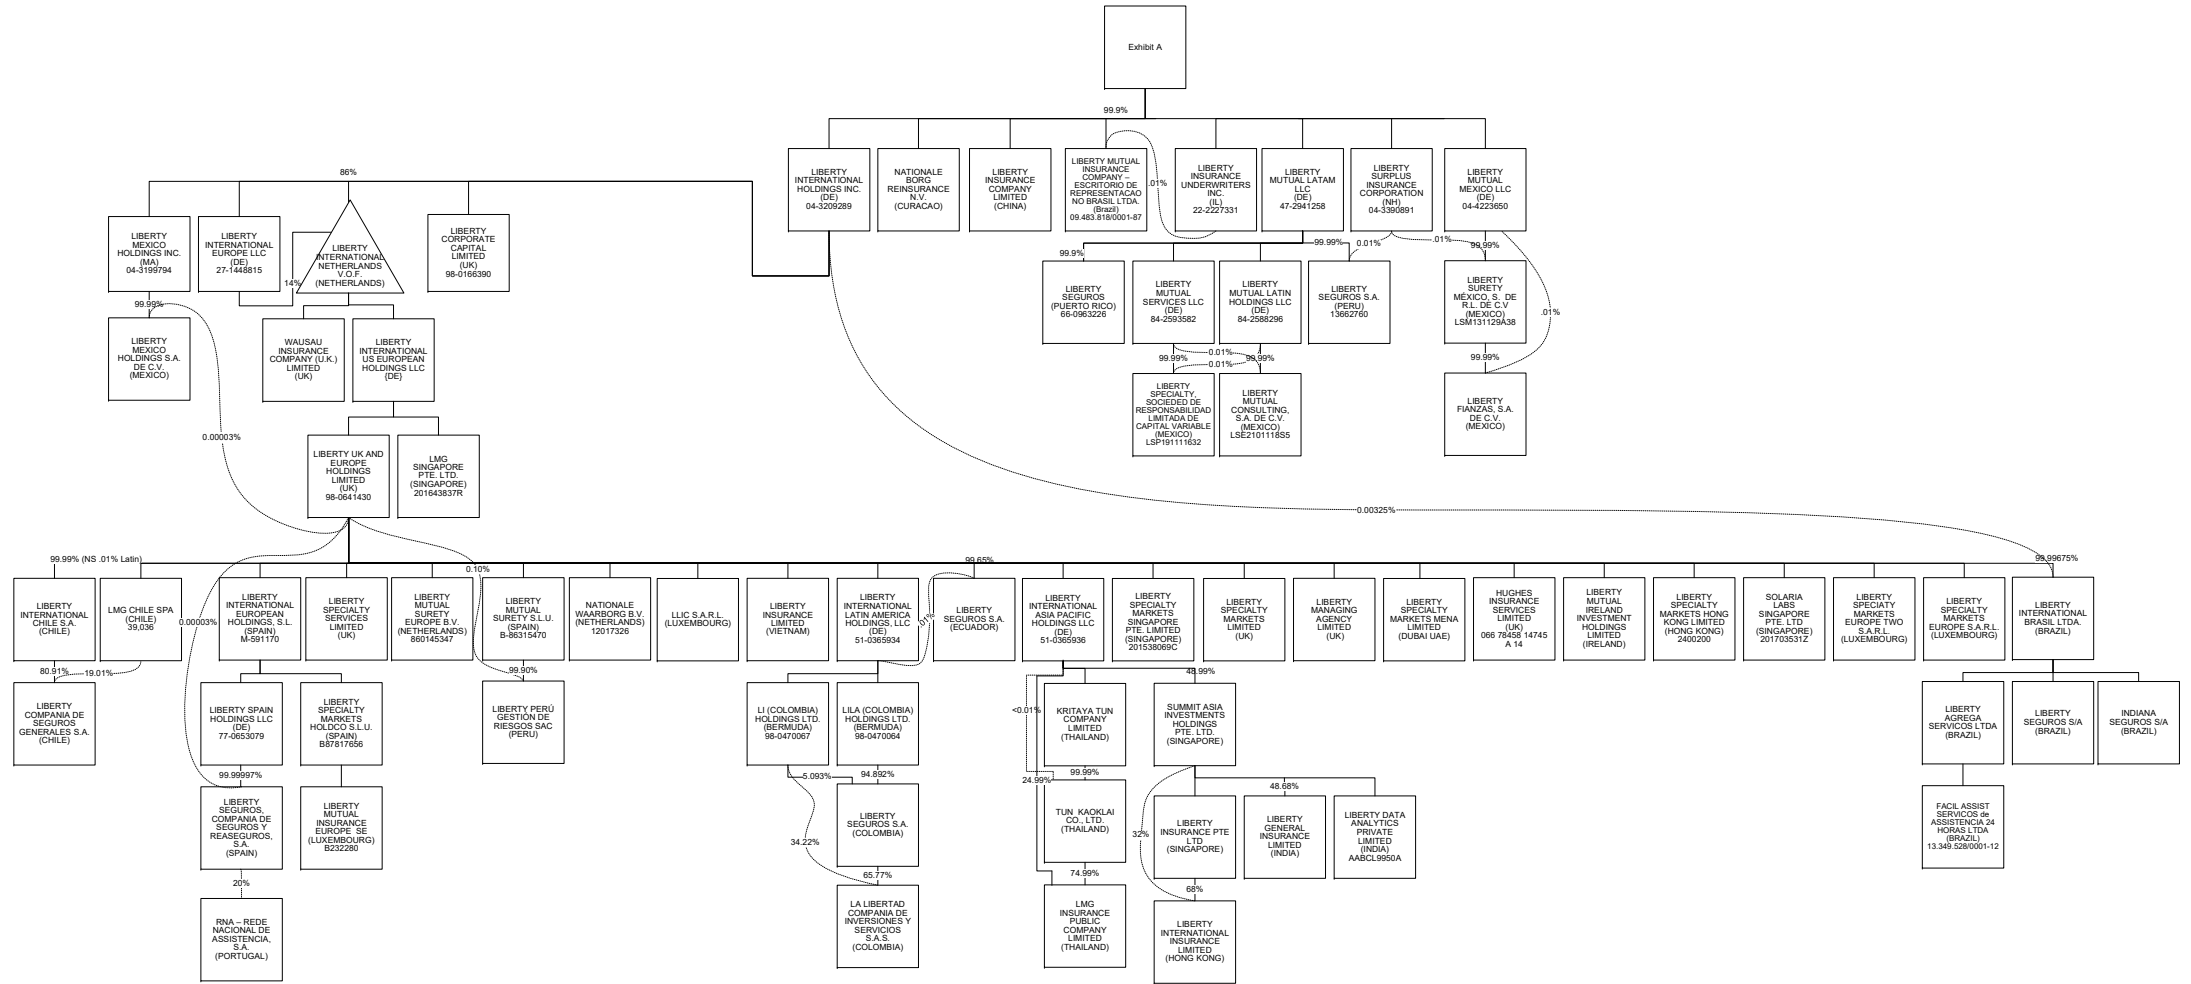 Exhibit A
99.9%
LIBERTY
INTERNATIONAL
HOLDINGS INC.
(DE)
04-3209289
NATIONALE
BORG
REINSURANCE
N.V.
(CURACAO)
LIBERTY
INSURANCE
COMPANY
LIMITED
(CHINA)
LIBERTY MUTUAL
INSURANCE
COMPANY –
ESCRITORIO DE
REPRESENTACAO
NO BRASIL LTDA.
(Brazil)
09.483.818/0001-87
.01%
LIBERTY
INSURANCE
UNDERWRITERS
INC.
(IL)
22-2227331
LIBERTY
MUTUAL LATAM
LLC
(DE)
47-2941258
LIBERTY
SURPLUS
INSURANCE
CORPORATION
(NH)
04-3390891
LIBERTY
MUTUAL
MEXICO LLC
(DE)
04-4223650
86%
LIBERTY
MEXICO
HOLDINGS INC.
(MA)
04-3199794
LIBERTY
INTERNATIONAL
EUROPE LLC
(DE)
27-1448815
14%
LIBERTY
INTERNATIONAL
NETHERLANDS
V.O.F.
(NETHERLANDS)
LIBERTY
CORPORATE
CAPITAL
LIMITED
(UK)
98-0166390
99.9%
99.99%
0.01%
.01%
99.99%
LIBERTY
SEGUROS
(PUERTO RICO)
66-0963226
LIBERTY
MUTUAL
SERVICES LLC
(DE)
84-2593582
LIBERTY
MUTUAL LATIN
HOLDINGS LLC
(DE)
84-2588296
LIBERTY
SEGUROS S.A.
(PERU)
13662760
LIBERTY
SURETY
MÉXICO, S. DE
R.L. DE C.V
(MEXICO)
LSM131129A38
.01%
99.99%
LIBERTY
MEXICO
HOLDINGS S.A.
DE C.V.
(MEXICO)
WAUSAU
INSURANCE
COMPANY (U.K.)
LIMITED
(UK)
LIBERTY
INTERNATIONAL
US EUROPEAN
HOLDINGS LLC
(DE)
99.99%
0.01%
0.01%
99.99%
99.99%
LIBERTY
SPECIALTY,
SOCIEDED DE
RESPONSABILIDAD
LIMITADA DE
CAPITAL VARIABLE
(MEXICO)
LSP191111632
LIBERTY
MUTUAL
CONSULTING,
S.A. DE C.V.
(MEXICO)
LSE2101118S5
LIBERTY
FIANZAS, S.A.
DE C.V.
(MEXICO)
0.00003%
LIBERTY UK AND
EUROPE
HOLDINGS
LIMITED
(UK)
98-0641430
LMG
SINGAPORE
PTE. LTD.
(SINGAPORE)
201643837R
0.00325%
99.99% (NS .01% Latin)
0.10%
99.65%
99.99675%
LIBERTY
INTERNATIONAL
CHILE S.A.
(CHILE)
LMG CHILE SPA
(CHILE)
39,036
0.00003%
LIBERTY
INTERNATIONAL
EUROPEAN
HOLDINGS, S.L.
(SPAIN)
M-591170
LIBERTY
SPECIALTY
SERVICES
LIMITED
(UK)
LIBERTY
MUTUAL
SURETY
EUROPE B.V.
(NETHERLANDS)
860145347
LIBERTY
MUTUAL
SURETY S.L.U.
(SPAIN)
B-86315470
NATIONALE
WAARBORG B.V.
(NETHERLANDS)
12017326
LLIC S.A.R.L.
(LUXEMBOURG)
LIBERTY
INSURANCE
LIMITED
(VIETNAM)
LIBERTY
INTERNATIONAL
LATIN AMERICA
HOLDINGS, LLC
(DE)
51-0365934
.01%
LIBERTY
SEGUROS S.A.
(ECUADOR)
LIBERTY
INTERNATIONAL
ASIA PACIFIC
HOLDINGS LLC
(DE)
51-0365936
LIBERTY
SPECIALTY
MARKETS
SINGAPORE
PTE. LIMITED
(SINGAPORE)
201538069C
LIBERTY
SPECIALTY
MARKETS
LIMITED
(UK)
LIBERTY
MANAGING
AGENCY
LIMITED
(UK)
LIBERTY
SPECIALTY
MARKETS MENA
LIMITED
(DUBAI UAE)
HUGHES
INSURANCE
SERVICES
LIMITED
(UK)
066 78458 14745
A 14
LIBERTY
MUTUAL
IRELAND
INVESTMENT
HOLDINGS
LIMITED
(IRELAND)
LIBERTY
SPECIALTY
MARKETS HONG
KONG LIMITED
(HONG KONG)
2400200
SOLARIA
LABS
SINGAPORE
PTE. LTD
(SINGAPORE)
201703531Z
LIBERTY
SPECIATY
MARKETS
EUROPE TWO
S.A.R.L.
(LUXEMBOURG)
LIBERTY
SPECIALTY
MARKETS
EUROPE S.A.R.L.
(LUXEMBOURG)
LIBERTY
INTERNATIONAL
BRASIL LTDA.
(BRAZIL)
80.91%
19.01%
99.90%
48.99%
LIBERTY
COMPANIA DE
SEGUROS
GENERALES S.A.
(CHILE)
LIBERTY SPAIN
HOLDINGS LLC
(DE)
77-0653079
LIBERTY
SPECIALTY
MARKETS
HOLDCO S.L.U.
(SPAIN)
B87817656
LIBERTY PERÚ
GESTIÓN DE
RIESGOS SAC
(PERU)
LI (COLOMBIA)
HOLDINGS LTD.
(BERMUDA)
98-0470067
LILA (COLOMBIA)
HOLDINGS LTD.
(BERMUDA)
98-0470064
<0.01%
KRITAYA TUN
COMPANY
LIMITED
(THAILAND)
SUMMIT ASIA
INVESTMENTS
HOLDINGS
PTE. LTD.
(SINGAPORE)
LIBERTY
AGREGA
SERVICOS LTDA
(BRAZIL)
LIBERTY
SEGUROS S/A
(BRAZIL)
INDIANA
SEGUROS S/A
(BRAZIL)
99.99997%
5.093%
94.892%
24.99%
99.99%
48.68%
LIBERTY
SEGUROS,
COMPANIA DE
SEGUROS Y
REASEGUROS,
S.A.
(SPAIN)
LIBERTY
MUTUAL
INSURANCE
EUROPE SE
(LUXEMBOURG)
B232280
34.22%
LIBERTY
SEGUROS S.A.
(COLOMBIA)
TUN KAOKLAI
CO., LTD.
(THAILAND)
32%
LIBERTY
INSURANCE PTE
LTD
(SINGAPORE)
LIBERTY
GENERAL
INSURANCE
LIMITED
(INDIA)
LIBERTY DATA
ANALYTICS
PRIVATE
LIMITED
(INDIA)
AABCL9950A
FACIL ASSIST
SERVICOS de
ASSISTENCIA 24
HORAS LTDA
(BRAZIL)
13.349.528/0001-12
20%
65.77%
74.99%
68%
RNA – REDE
NACIONAL DE
ASSISTENCIA,
S.A.
(PORTUGAL)
LA LIBERTAD
COMPANIA DE
INVERSIONES Y
SERVICIOS
S.A.S.
(COLOMBIA)
LMG
INSURANCE
PUBLIC
COMPANY
LIMITED
(THAILAND)
LIBERTY
INTERNATIONAL
INSURANCE
LIMITED
(HONG KONG)